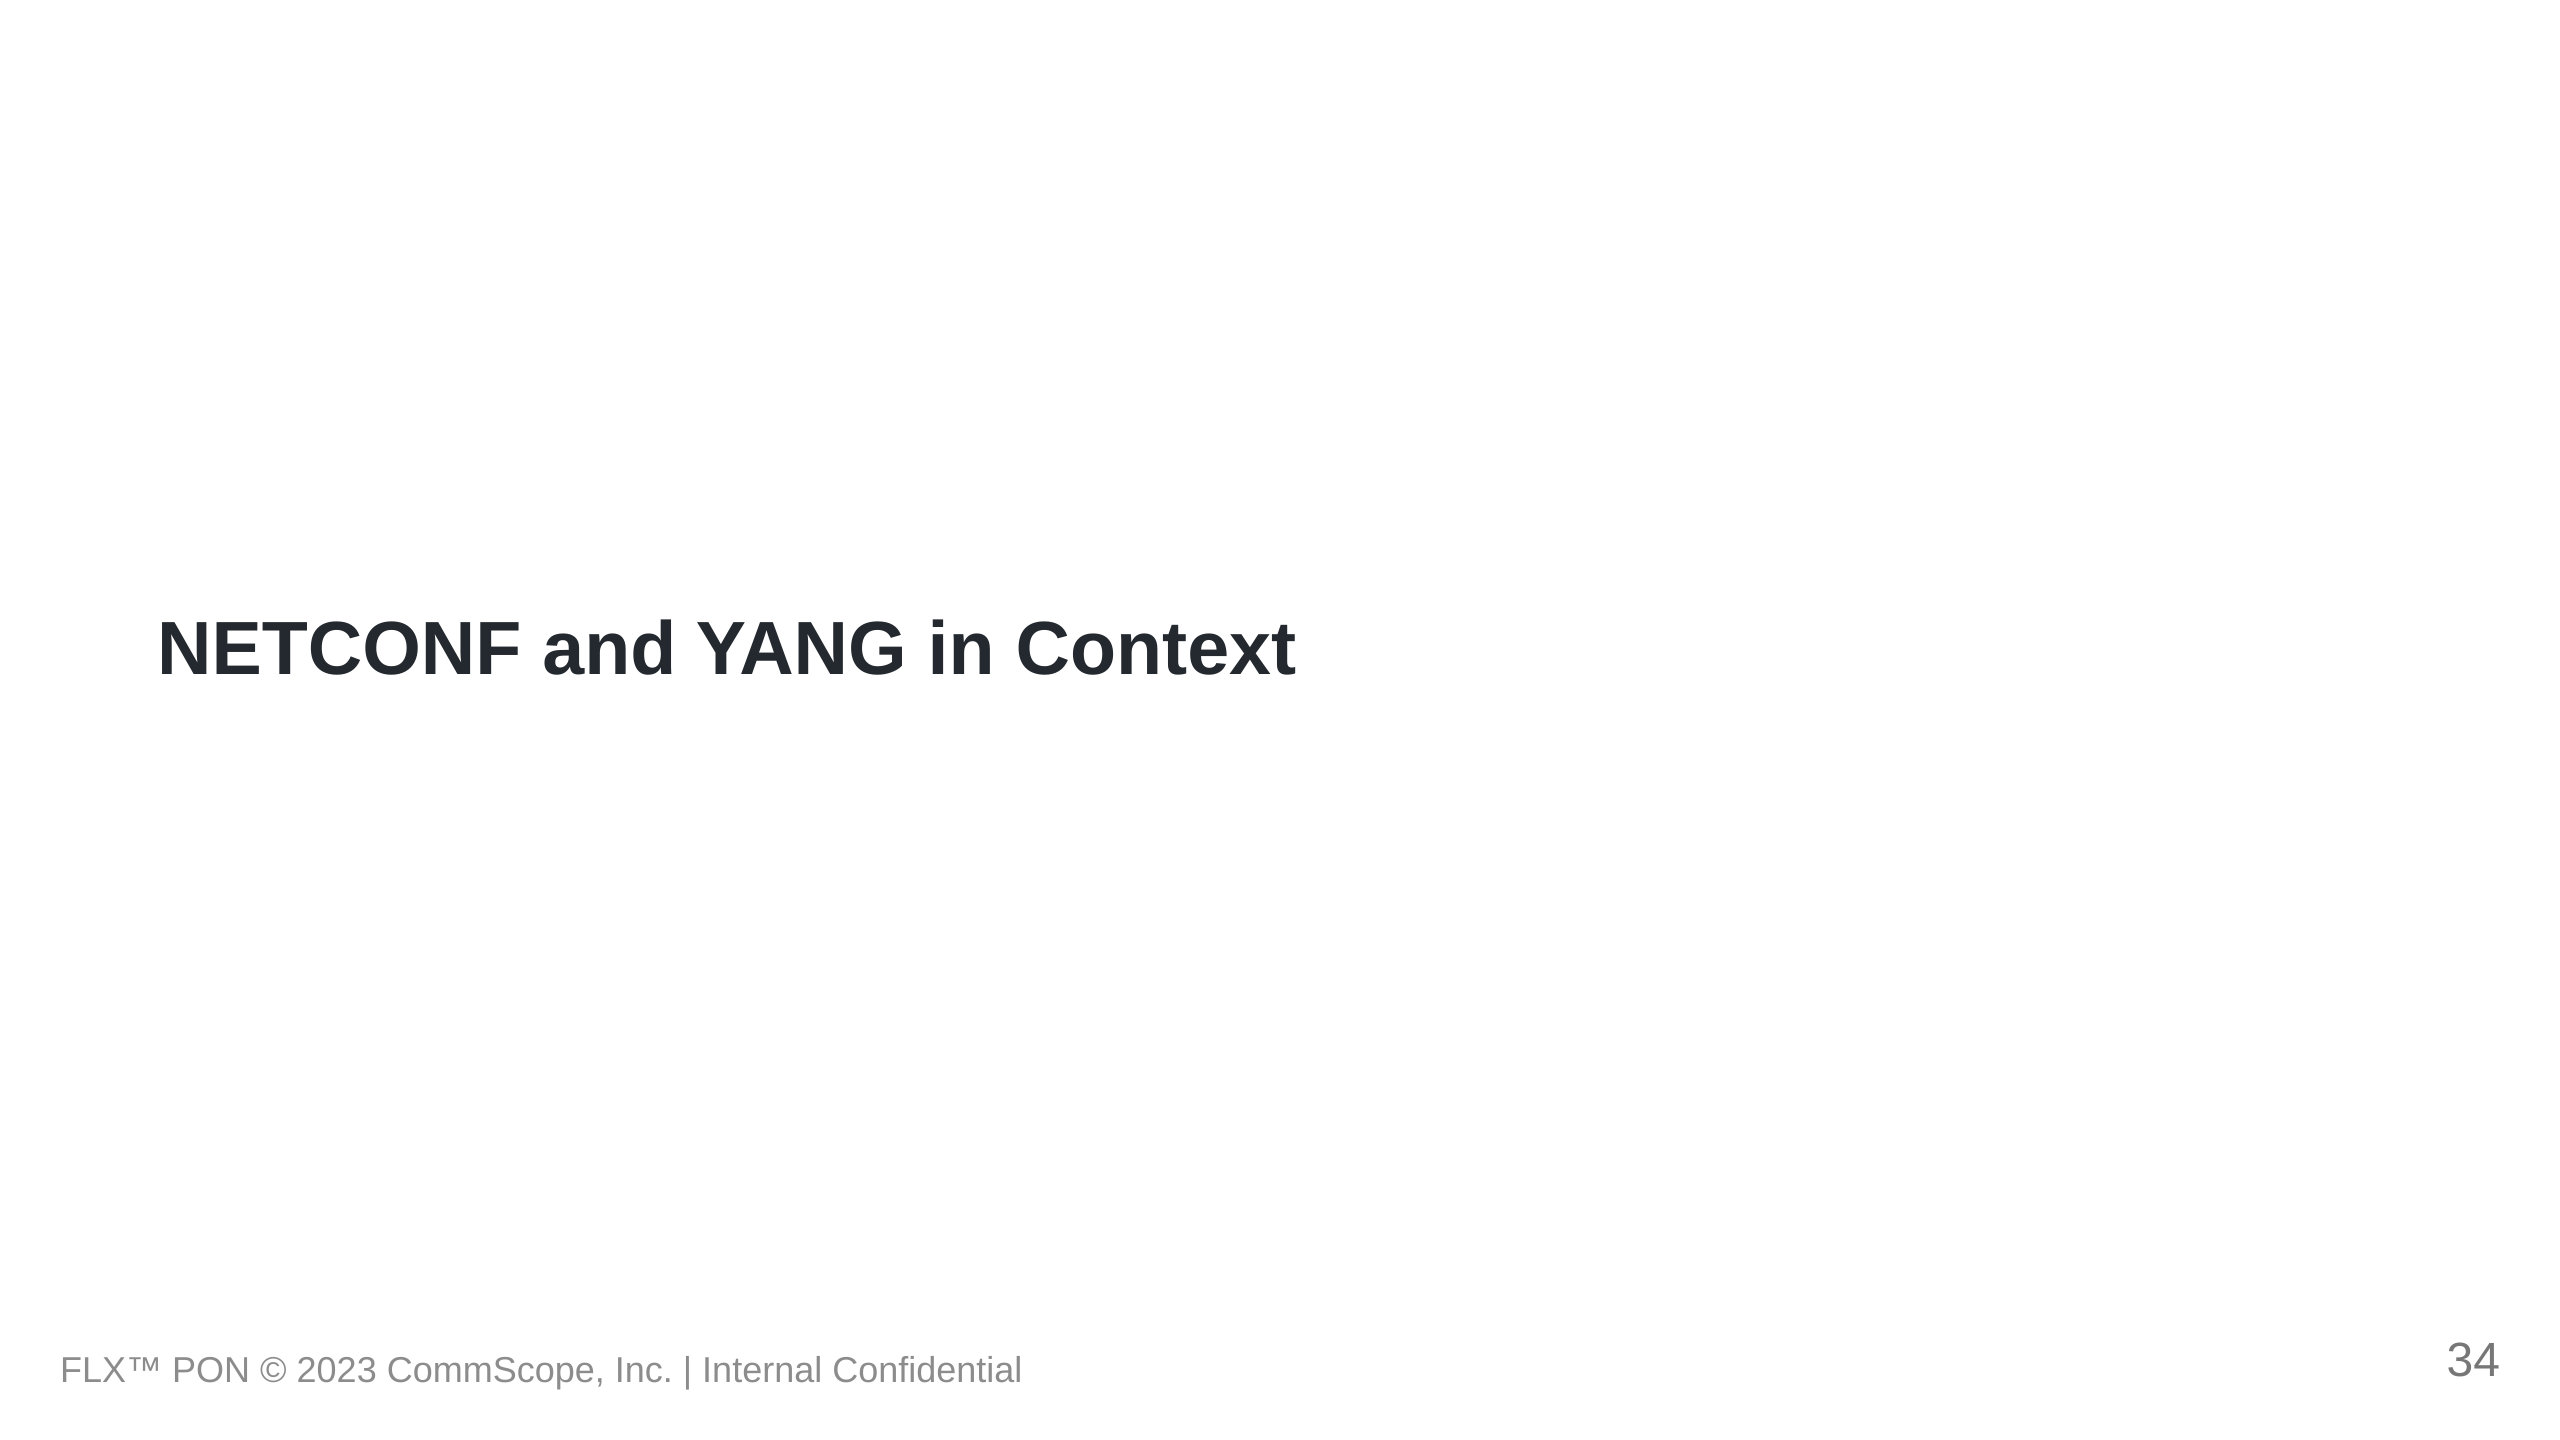 NETCONF and YANG in Context
FLX™ PON © 2023 CommScope, Inc. | Internal Confidential
34